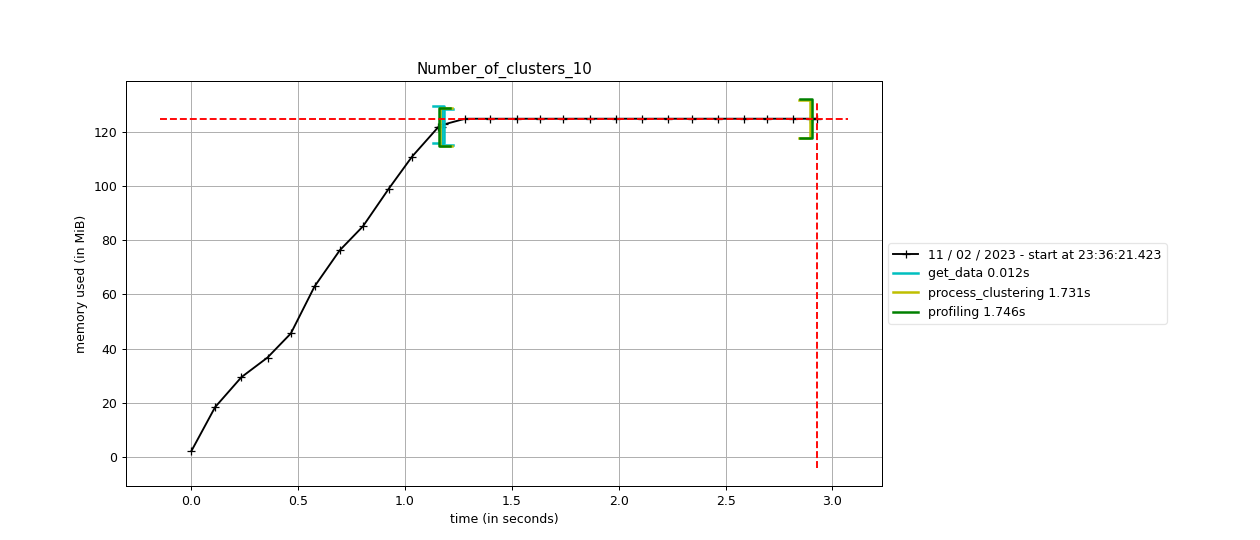 Number_of_clusters_10
memory used (in MiB)
120
100
80
60
40
20
0
0.0 0.5 1.0 1.5 2.0 2.5 3.0
time (in seconds)
11 / 02 / 2023 - start at 23:36:21.423
get_data 0.012s
process_clustering 1.731s
profiling 1.746s